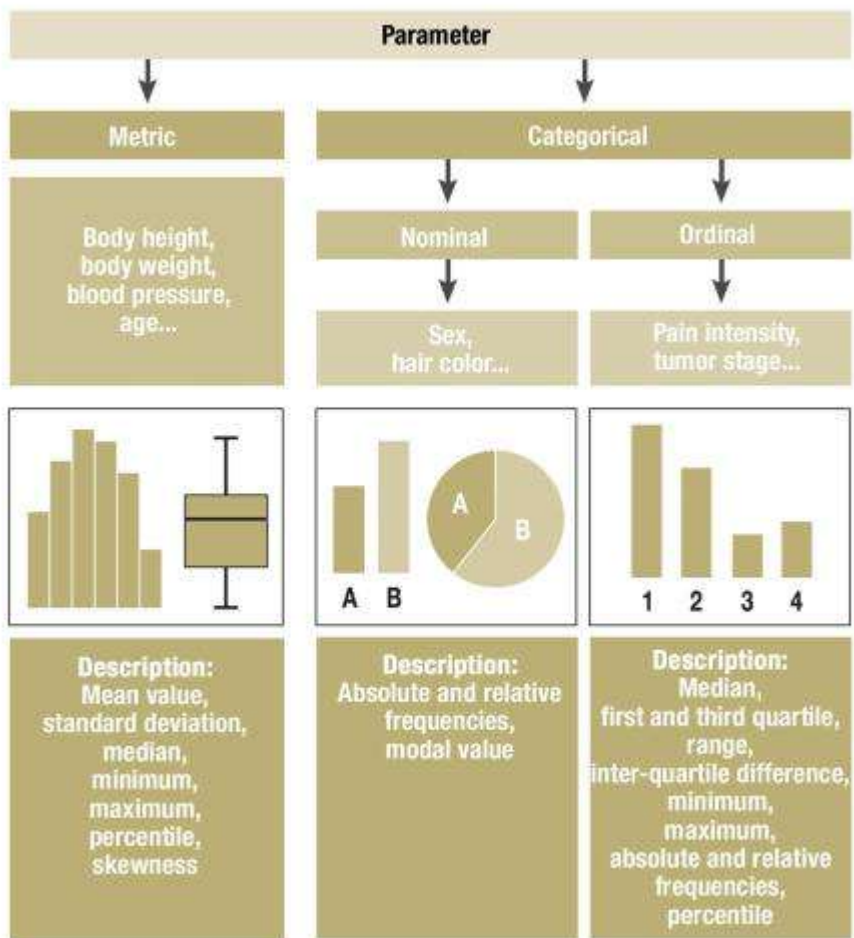 Parameter
Metric
Categorical
Body height,
body weight,
blood pressure,
age...
Nominal
Ordinal
Sex,
hair color...
Pain intensity,
tumor stage...
A
B
A
B
1
2
3
4
Description:
Mean value,
standard deviation,
median,
minimum,
maximum,
percentile,
skewness
Description:
Absolute and relative
frequencies,
modal value
Description:
Median,
first and third quartile,
range,
inter-quartile difference,
minimum,
maximum,
absolute and relative
frequencies,
percentile